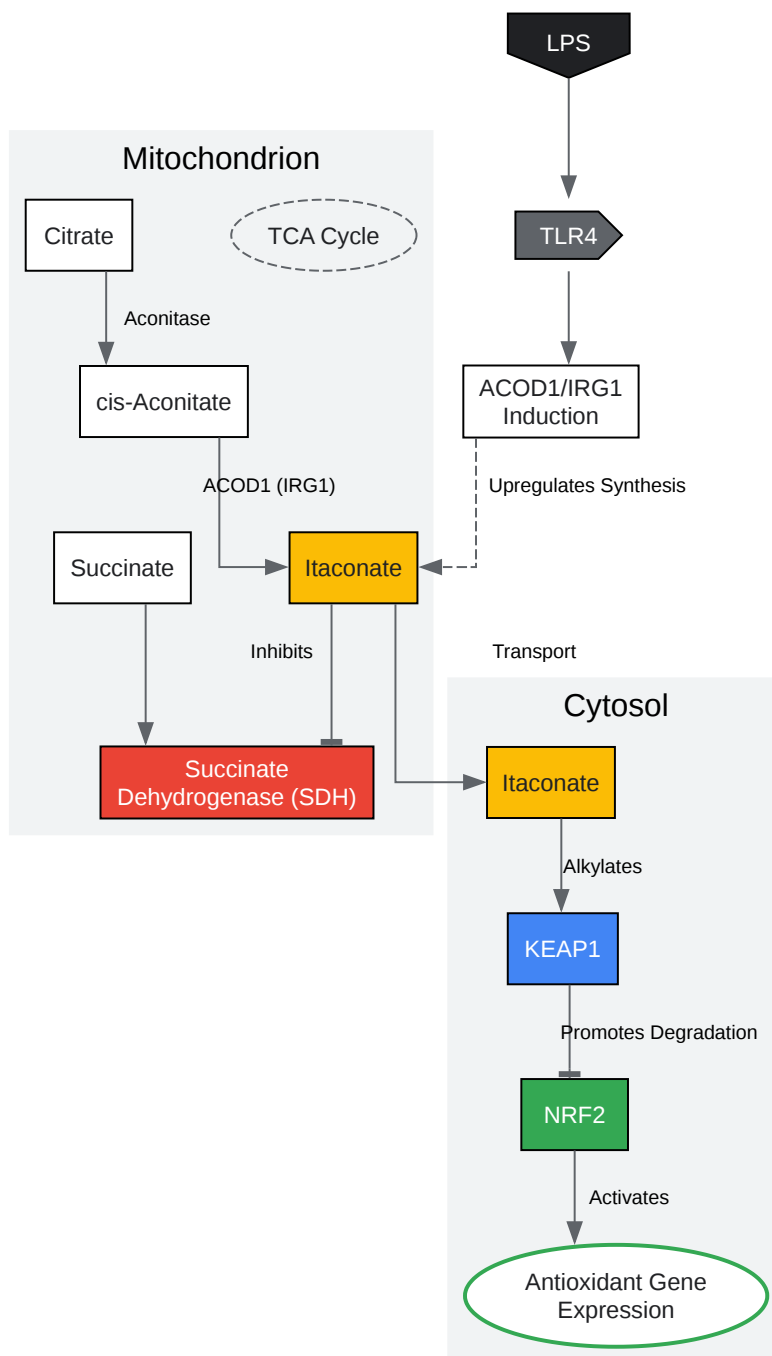 LPS
Mitochondrion
Citrate
TCA Cycle
TLR4
Aconitase
cis-Aconitate
ACOD1/IRG1
Induction
ACOD1 (IRG1)
Upregulates Synthesis
Succinate
Itaconate
Inhibits
Transport
Cytosol
Succinate
Dehydrogenase (SDH)
Itaconate
Alkylates
KEAP1
Promotes Degradation
NRF2
Activates
Antioxidant Gene
Expression